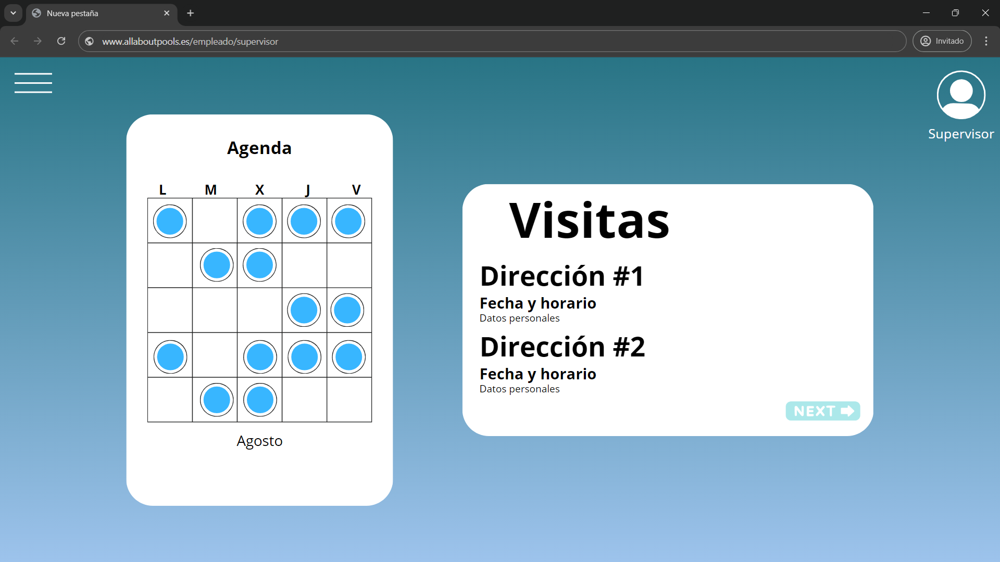 Nueva pestaña
www.allaboutpools.es/empleado/supervisor
Invitado
Supervisor
Agenda
L M X J V
Agosto
Visitas
Dirección #1
Fecha y horario
Datos personales
Dirección #2
Fecha y horario
Datos personales
NEXT